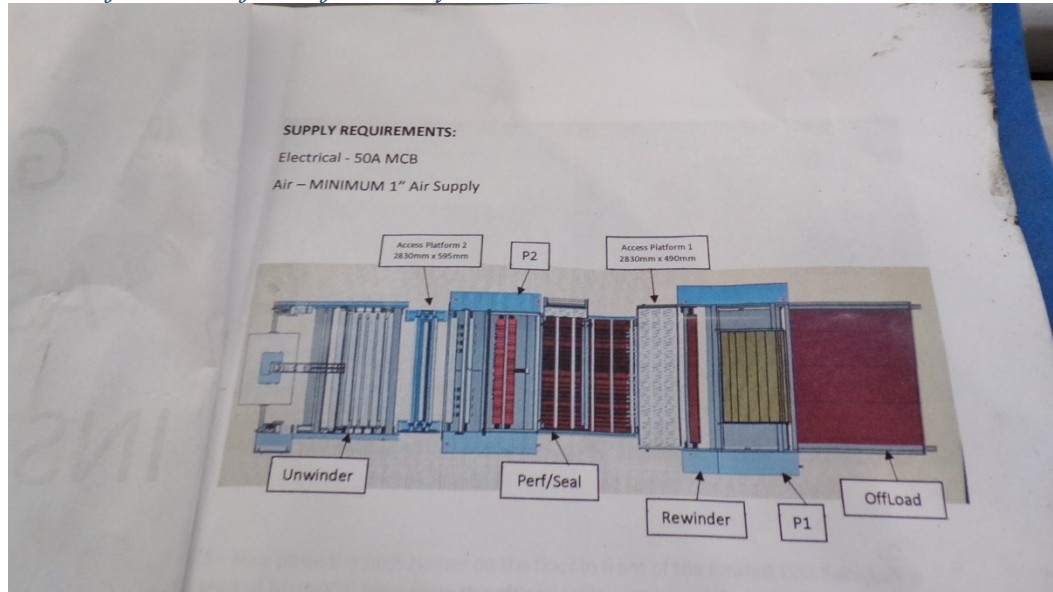 SUPPLY REQUIREMENTS:
Electrical - 50A MCB
Air – MINIMUM 1" Air Supply
Access Platform 2
2830mm x 595mm
P2
Access Platform 1
2830mm x 490mm
Unwinder
Perf/Seal
Rewinder
P1
OffLoad